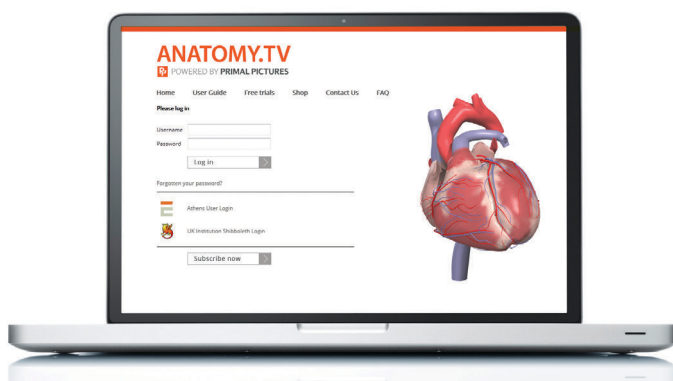 ANATOMY.TV
POWERED BY PRIMAL PICTURES
Home User Guide Free trials Shop Contact Us FAQ
Please log in
Username
Password
Log in
Forgotten your password?
Athens User Login
UK Institution Shibboleth Login
Subscribe now